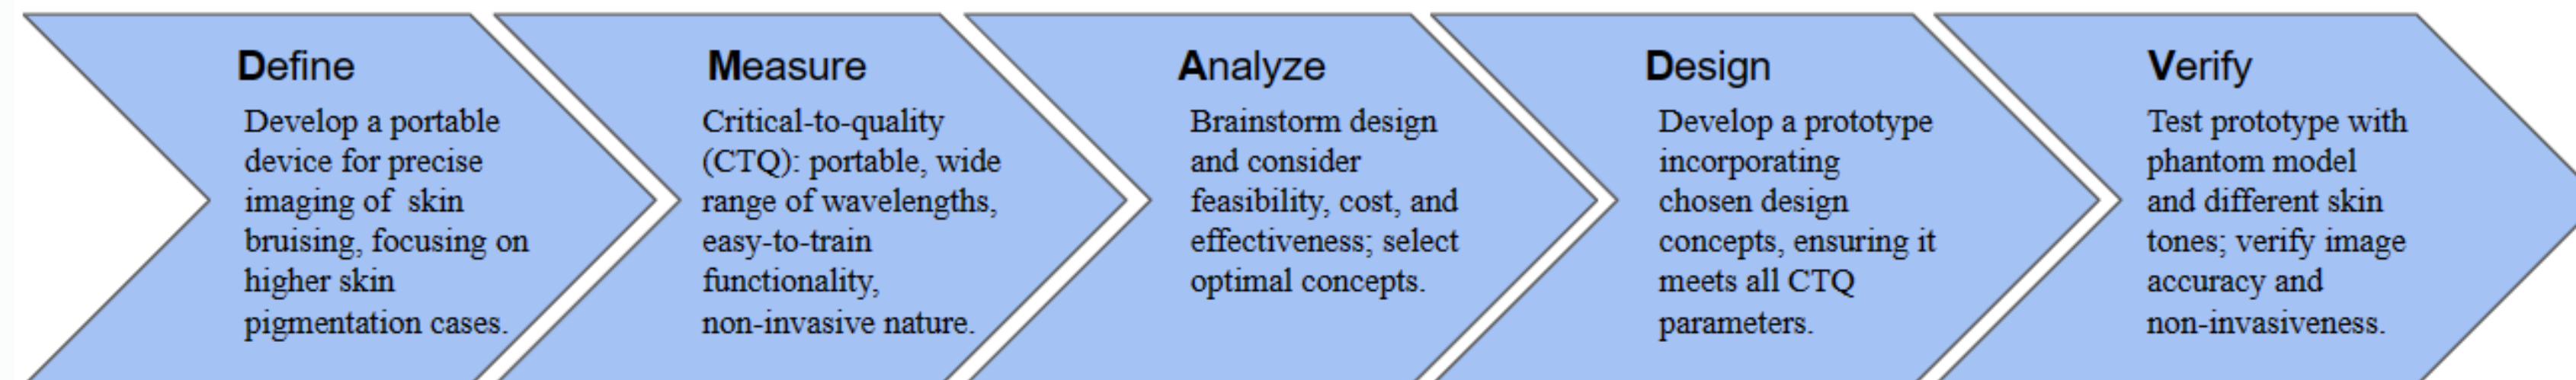 Define
Develop a portable
device for precise
imaging of  skin
bruising, focusing on
higher skin
pigmentation cases.
Measure
Critical-to-quality
(CTQ): portable, wide
range of wavelengths,
easy-to-train
functionality,
non-invasive nature.
Analyze
Brainstorm design
and consider
feasibility, cost, and
effectiveness; select
optimal concepts.
Design
Develop a prototype
incorporating
chosen design
concepts, ensuring it
meets all CTQ
parameters.
Verify
Test prototype with
phantom model
and different skin
tones; verify image
accuracy and
non-invasiveness.